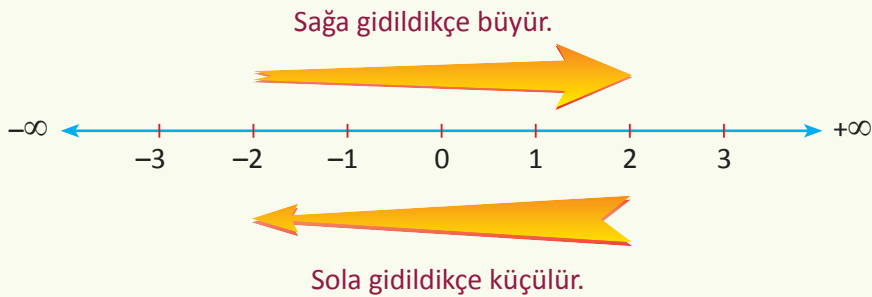 Sağa gidildikçe büyür.
–∞ +∞
–3 –2 –1 0 1 2 3
Sola gidildikçe küçülür.